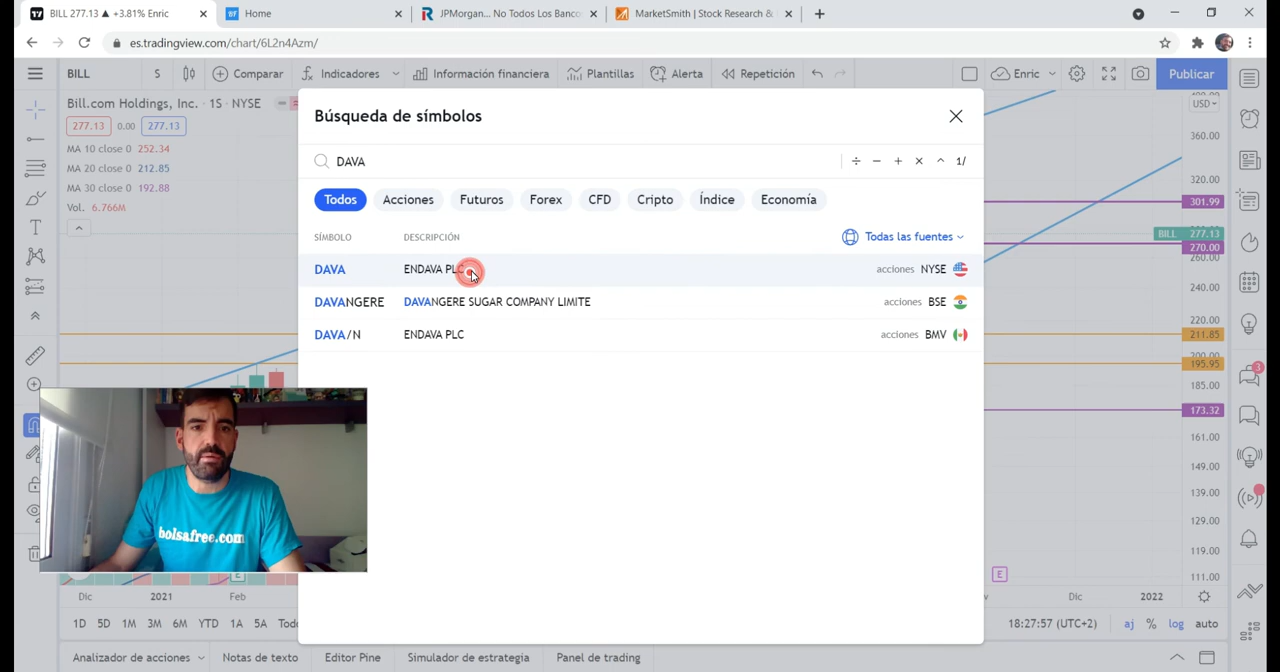 BILL 277.13 ▲ +3.81% Enric
Home
JPMorgan... No Todos Los Banco
MarketSmith | Stock Research &
es.tradingview.com/chart/6L2n4Azm/
BILL
S
Comparar
Indicadores
Información financiera
Plantillas
Alerta
Repetición
Enric
Publicar
Bill.com Holdings, Inc. · 1S · NYSE
277.13 0.00 277.13
MA 10 close 0 252.34
MA 20 close 0 212.85
MA 30 close 0 192.88
Vol. 6.766M
Búsqueda de símbolos
DAVA
÷ − + × ^ 1/
Todos
Acciones
Futuros
Forex
CFD
Cripto
Índice
Economía
SÍMBOLO
DESCRIPCIÓN
Todas las fuentes
DAVA ENDAVA PLC acciones NYSE
DAVANGERE DAVANGERE SUGAR COMPANY LIMITE acciones BSE
DAVA/N ENDAVA PLC acciones BMV
USD
360.00
320.00
301.99
BILL 277.13
270.00
260.00
240.00
220.00
211.85
200.00
195.95
185.00
173.32
161.00
149.00
139.00
129.00
119.00
111.00
3
bolsafree.com
E
E
Dic
2021
Feb
Dic
2022
1D 5D 1M 3M 6M YTD 1A 5A Todo
18:27:57 (UTC+2)
aj % log auto
Analizador de acciones
Notas de texto
Editor Pine
Simulador de estrategia
Panel de trading